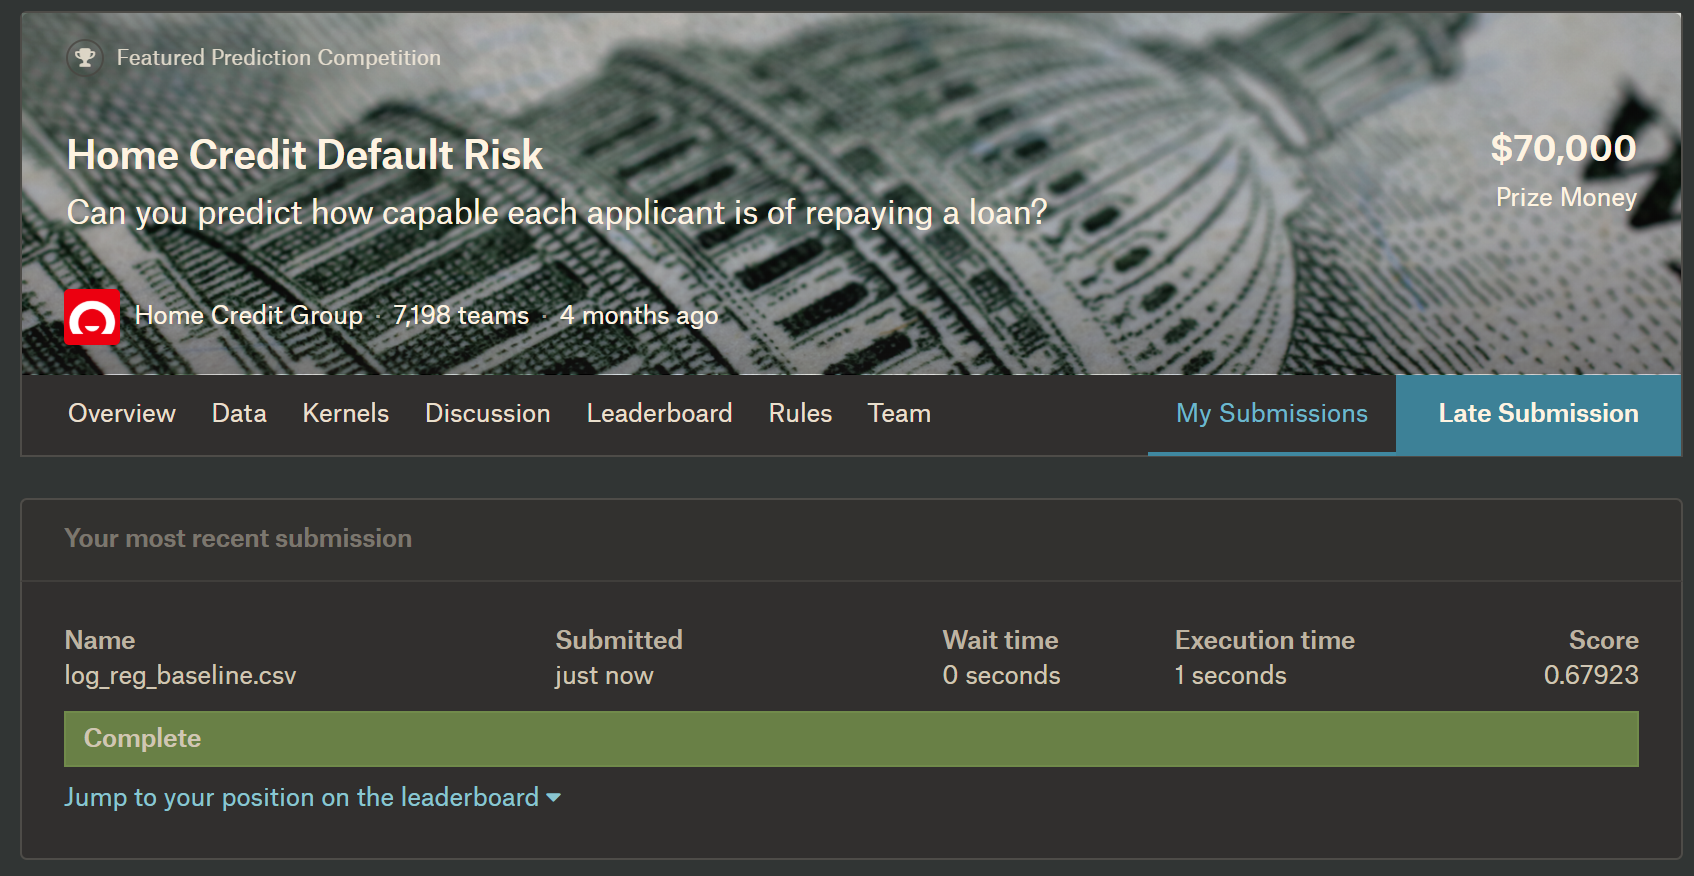 Featured Prediction Competition
Home Credit Default Risk
$70,000
Can you predict how capable each applicant is of repaying a loan?
Prize Money
Home Credit Group · 7,198 teams · 4 months ago
Overview Data Kernels Discussion Leaderboard Rules Team My Submissions Late Submission
Your most recent submission
Name Submitted Wait time Execution time Score
log_reg_baseline.csv just now 0 seconds 1 seconds 0.67923
Complete
Jump to your position on the leaderboard